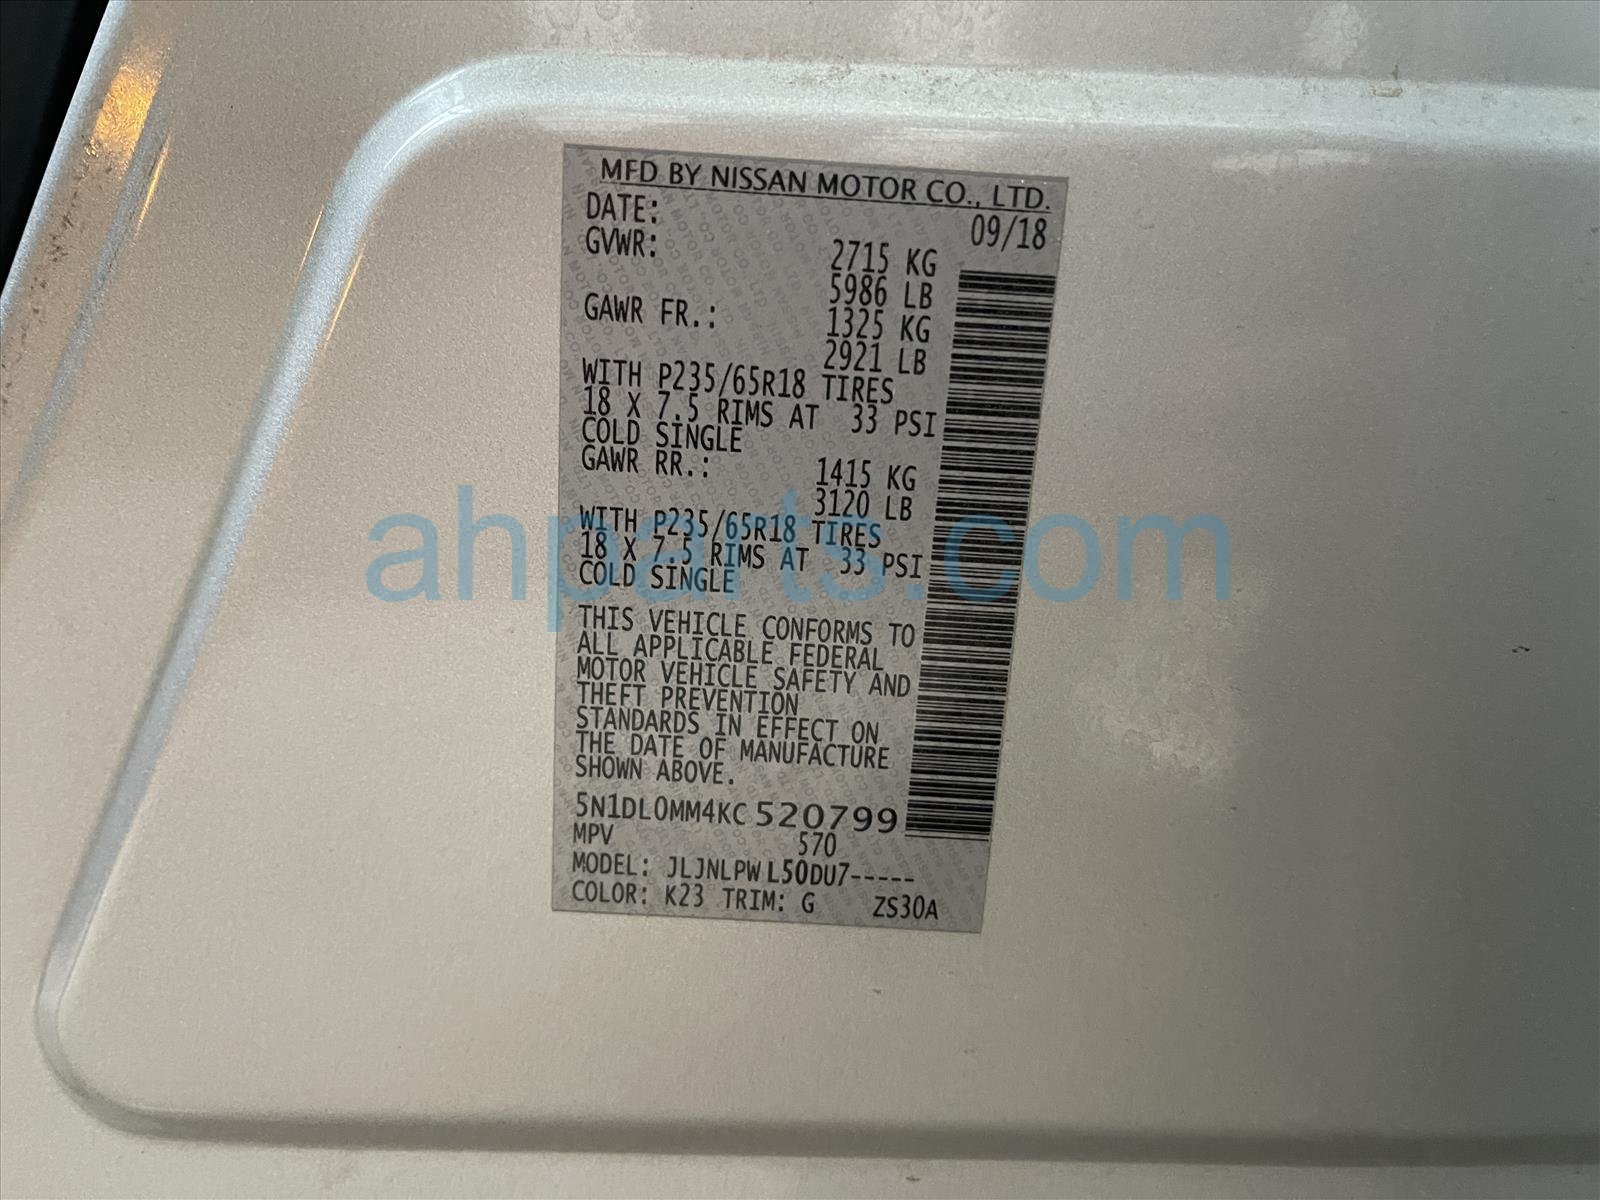 MFD BY NISSAN MOTOR CO., LTD.
DATE: 09/18
GVWR: 2715 KG
5986 LB
GAWR FR.: 1325 KG
2921 LB
WITH P235/65R18 TIRES
18 X 7.5 RIMS AT 33 PSI
COLD SINGLE
GAWR RR.: 1415 KG
3120 LB
WITH P235/65R18 TIRES
18 X 7.5 RIMS AT 33 PSI
COLD SINGLE
THIS VEHICLE CONFORMS TO
ALL APPLICABLE FEDERAL
MOTOR VEHICLE SAFETY AND
THEFT PREVENTION
STANDARDS IN EFFECT ON
THE DATE OF MANUFACTURE
SHOWN ABOVE.
5N1DL0MM4KC520799
MPV 570
MODEL: JLJNLPWL50DU7-----
COLOR: K23 TRIM: G ZS30A
ahparts.com